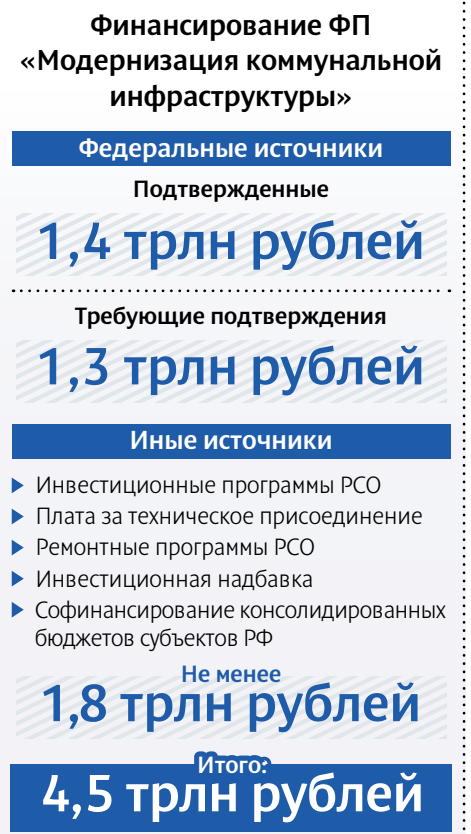 Финансирование ФП
«Модернизация коммунальной
инфраструктуры»
Федеральные источники
Подтвержденные
1,4 трлн рублей
Требующие подтверждения
1,3 трлн рублей
Иные источники
Инвестиционные программы РСО
Плата за техническое присоединение
Ремонтные программы РСО
Инвестиционная надбавка
Софинансирование консолидированных
бюджетов субъектов РФ
Не менее
1,8 трлн рублей
Итого:
4,5 трлн рублей